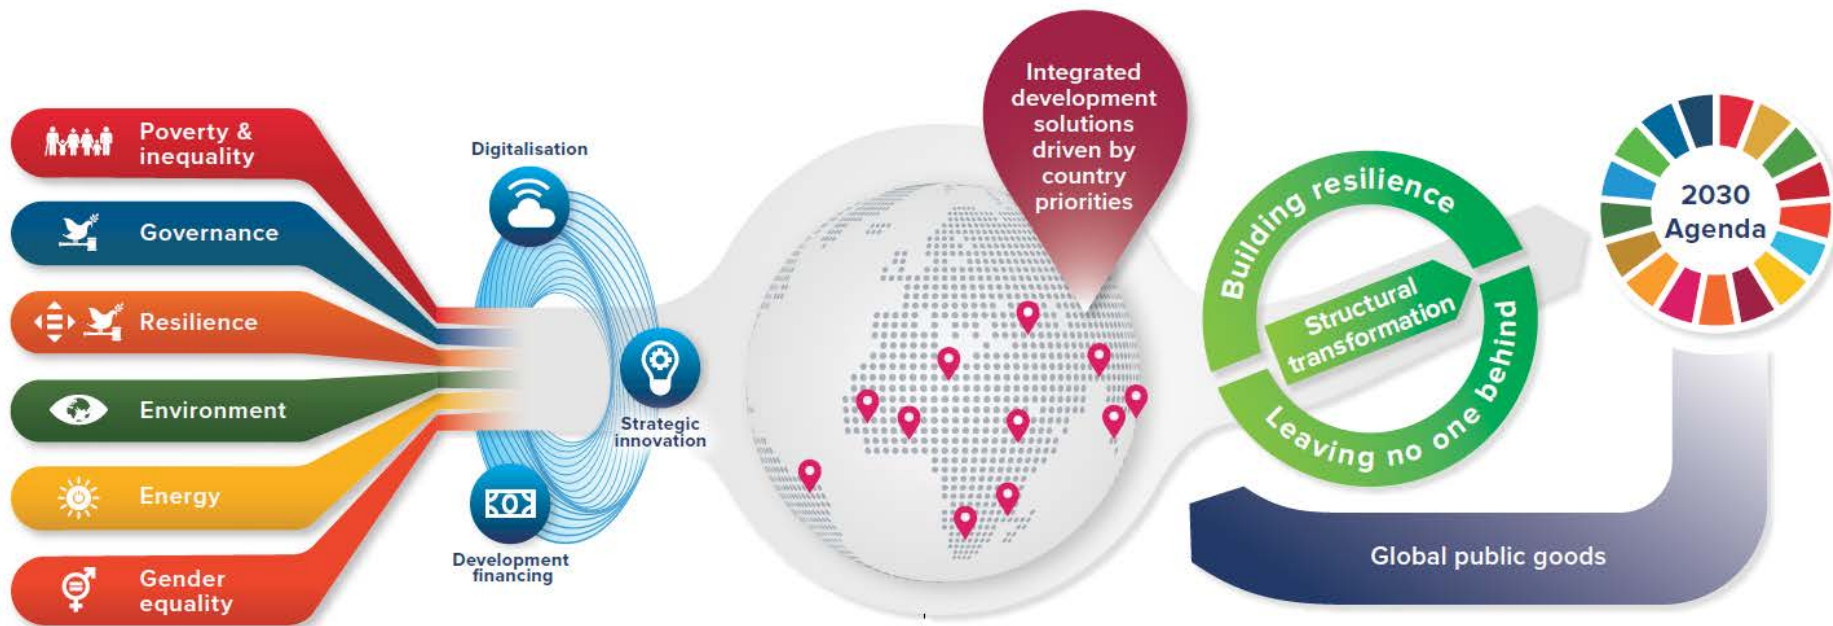 Poverty &
inequality
Governance
Resilience
Environment
Energy
Gender
equality
Digitalisation
Strategic
innovation
Development
financing
Integrated
development
solutions
driven by
country
priorities
Building resilience
Structural
transformation
Leaving no one behind
2030
Agenda
Global public goods